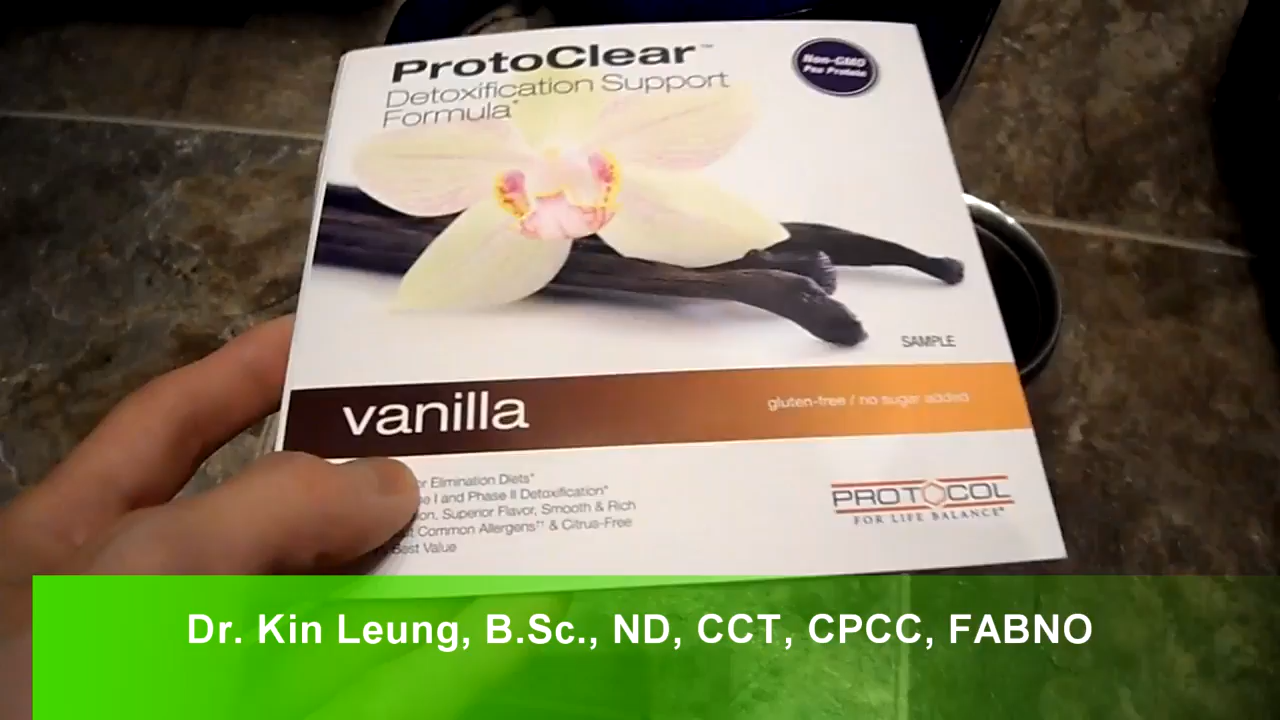 ProtoClear™
Detoxification Support
Formula*
Non-GMO
Pea Protein
SAMPLE
vanilla
gluten-free / no sugar added
or Elimination Diets*
I and Phase II Detoxification*
Superior Flavor, Smooth & Rich
Common Allergens†† & Citrus-Free
Best Value
PROTOCOL
FOR LIFE BALANCE®
Dr. Kin Leung, B.Sc., ND, CCT, CPCC, FABNO